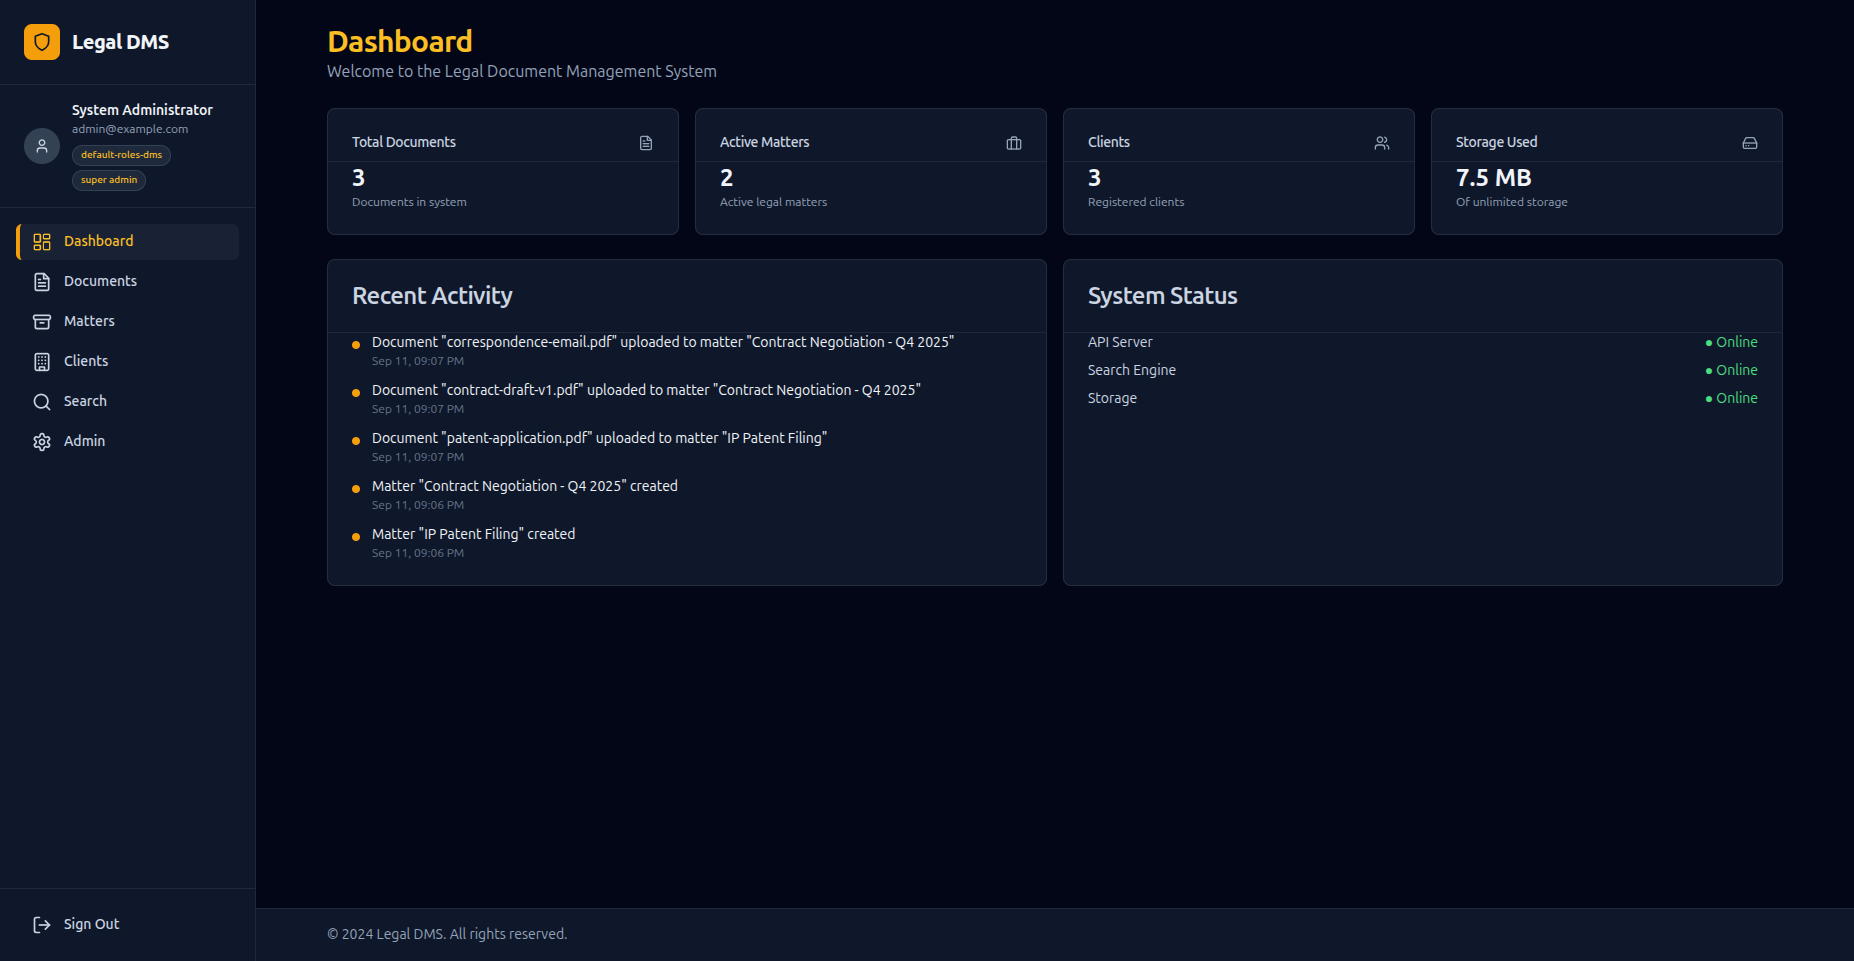 Legal DMS
System Administrator
admin@example.com
default-roles-dms
super admin
Dashboard
Documents
Matters
Clients
Search
Admin
Sign Out
Dashboard
Welcome to the Legal Document Management System
Total Documents
3
Documents in system
Active Matters
2
Active legal matters
Clients
3
Registered clients
Storage Used
7.5 MB
Of unlimited storage
Recent Activity
Document "correspondence-email.pdf" uploaded to matter "Contract Negotiation - Q4 2025"
Sep 11, 09:07 PM
Document "contract-draft-v1.pdf" uploaded to matter "Contract Negotiation - Q4 2025"
Sep 11, 09:07 PM
Document "patent-application.pdf" uploaded to matter "IP Patent Filing"
Sep 11, 09:07 PM
Matter "Contract Negotiation - Q4 2025" created
Sep 11, 09:06 PM
Matter "IP Patent Filing" created
Sep 11, 09:06 PM
System Status
API Server ● Online
Search Engine ● Online
Storage ● Online
© 2024 Legal DMS. All rights reserved.